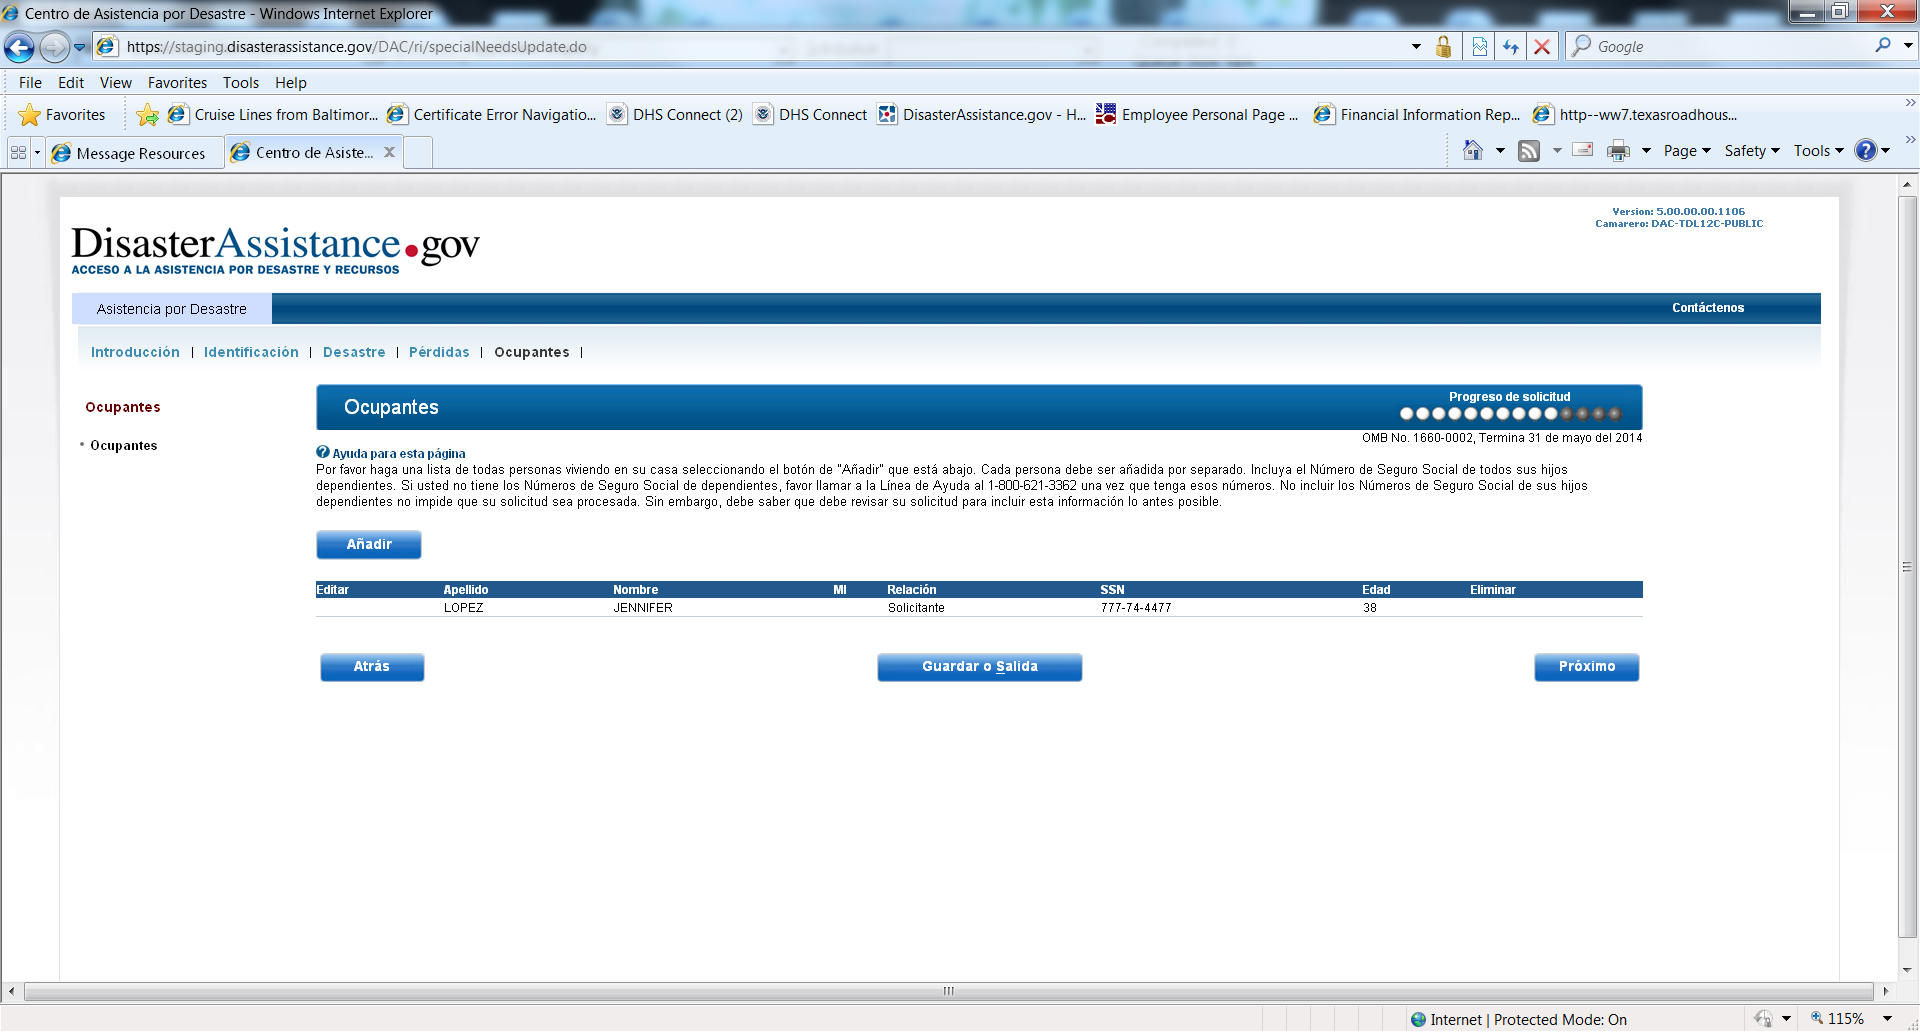 Centro de Asistencia por Desastre - Windows Internet Explorer
https://staging.disasterassistance.gov/DAC/ri/specialNeedsUpdate.do
Google
File Edit View Favorites Tools Help
Favorites Cruise Lines from Baltimor... Certificate Error Navigatio... DHS Connect (2) DHS Connect DisasterAssistance.gov - H... Employee Personal Page ... Financial Information Rep... http--ww7.texasroadhous...
Message Resources Centro de Asiste... Page Safety Tools
Version: 5.00.00.00.1106
Camarero: DAC-TDL12C-PUBLIC
DisasterAssistance.gov
ACCESO A LA ASISTENCIA POR DESASTRE Y RECURSOS
Asistencia por Desastre Contáctenos
Introducción | Identificación | Desastre | Pérdidas | Ocupantes |
Ocupantes
• Ocupantes
Ocupantes
Progreso de solicitud
OMB No. 1660-0002, Termina 31 de mayo del 2014
Ayuda para esta página
Por favor haga una lista de todas personas viviendo en su casa seleccionando el botón de "Añadir" que está abajo. Cada persona debe ser añadida por separado. Incluya el Número de Seguro Social de todos sus hijos
dependientes. Si usted no tiene los Números de Seguro Social de dependientes, favor llamar a la Línea de Ayuda al 1-800-621-3362 una vez que tenga esos números. No incluir los Números de Seguro Social de sus hijos
dependientes no impide que su solicitud sea procesada. Sin embargo, debe saber que debe revisar su solicitud para incluir esta información lo antes posible.
Añadir
Editar Apellido Nombre MI Relación SSN Edad Eliminar
LOPEZ JENNIFER Solicitante 777-74-4477 38
Atrás Guardar o Salida Próximo
Internet | Protected Mode: On 115%